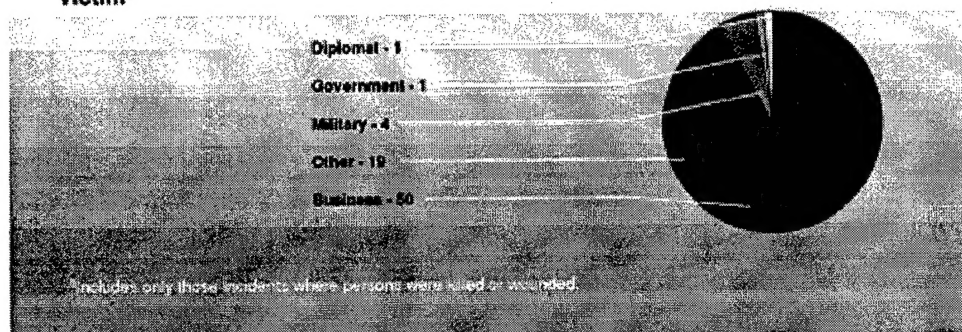 Diplomat - 1
Government - 1
Military - 4
Other - 19
Business - 50
*Includes only those incidents where persons were killed or wounded.